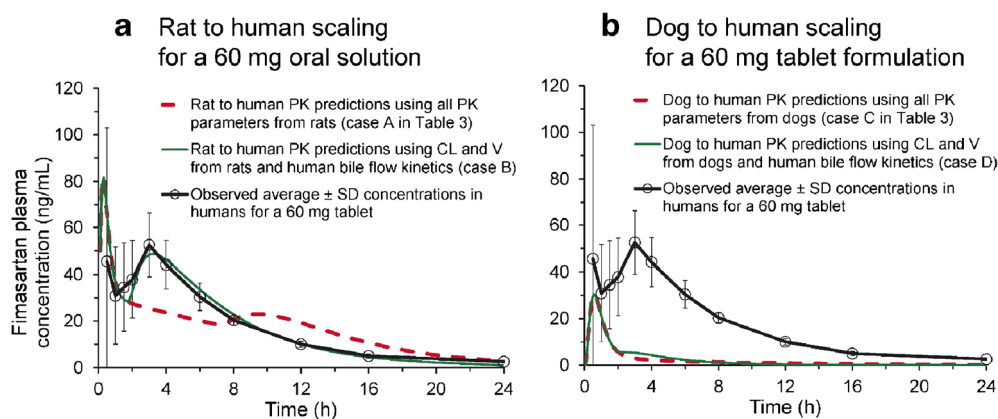 a Rat to human scaling
for a 60 mg oral solution
120
100
80
60
40
20
0
Fimasartan plasma
concentration (ng/mL)
Rat to human PK predictions using all PK
parameters from rats (case A in Table 3)
Rat to human PK predictions using CL and V
from rats and human bile flow kinetics (case B)
Observed average ± SD concentrations in
humans for a 60 mg tablet
0 4 8 12 16 20 24
Time (h)
b Dog to human scaling
for a 60 mg tablet formulation
120
100
80
60
40
20
0
Dog to human PK predictions using all PK
parameters from dogs (case C in Table 3)
Dog to human PK predictions using CL and V
from dogs and human bile flow kinetics (case D)
Observed average ± SD concentrations in
humans for a 60 mg tablet
0 4 8 12 16 20 24
Time (h)